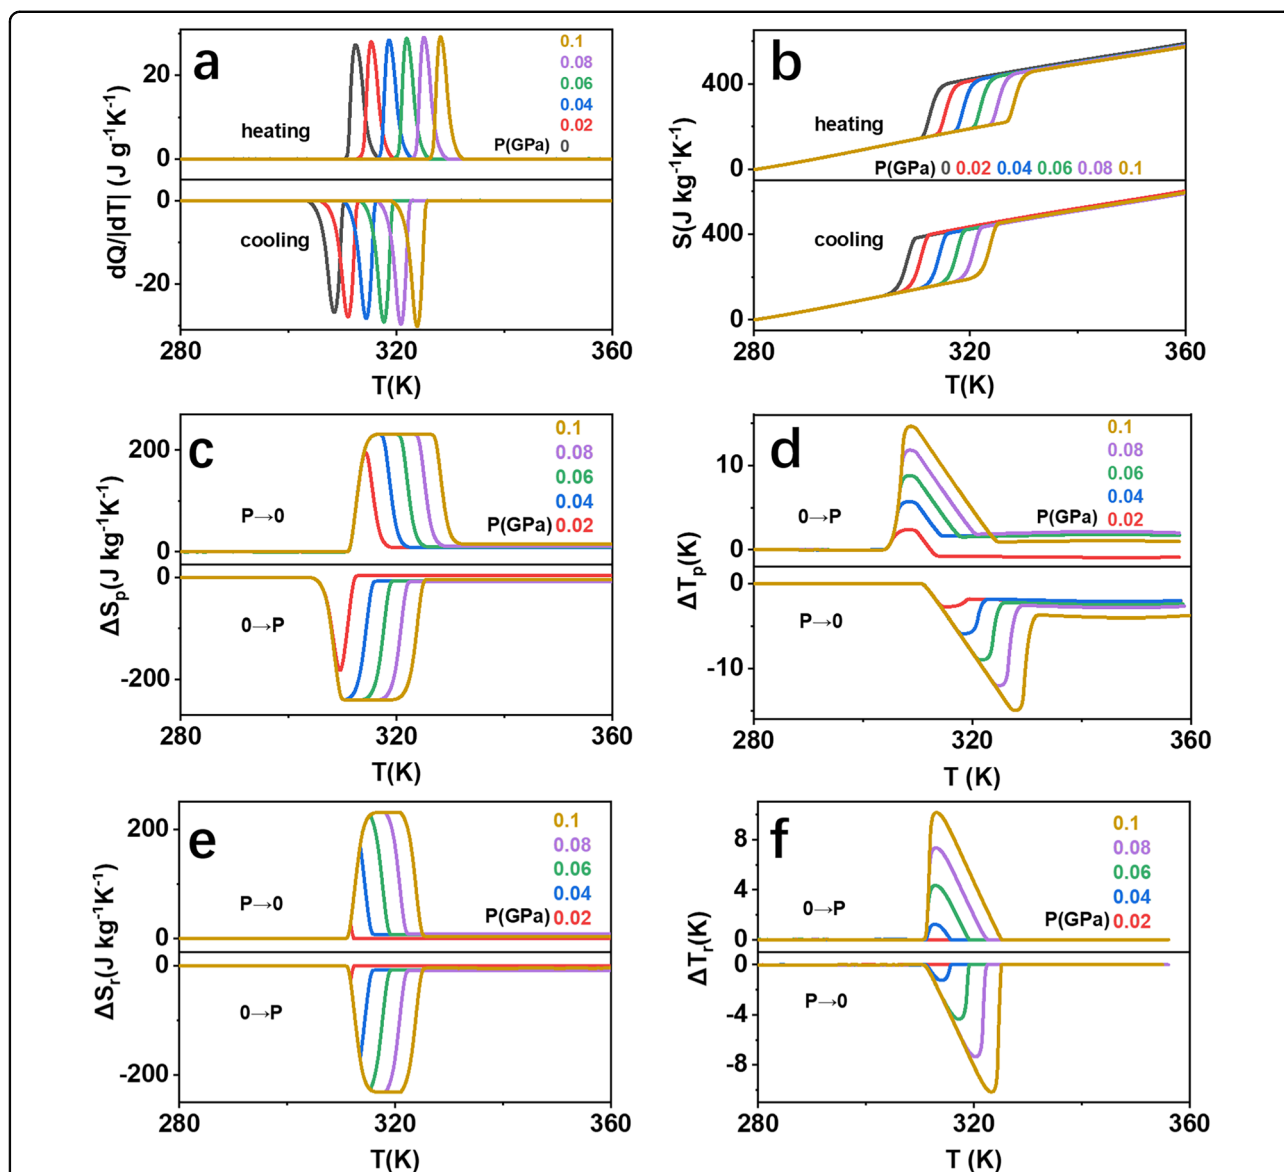 a
dQ/|dT| (J g⁻¹K⁻¹)
20
0
0
-20
heating
cooling
0.1
0.08
0.06
0.04
0.02
P(GPa) 0
280 320 360
T(K)
b
S(J kg⁻¹K⁻¹)
400
0
400
0
heating
P(GPa) 0 0.02 0.04 0.06 0.08 0.1
cooling
280 320 360
T(K)
c
ΔSp(J kg⁻¹K⁻¹)
200
0
0
-200
0.1
0.08
0.06
0.04
P(GPa) 0.02
P→0
0→P
280 320 360
T(K)
d
ΔTp(K)
10
0
0
-10
0.1
0.08
0.06
0.04
P(GPa) 0.02
0→P
P→0
280 320 360
T (K)
e
ΔSr(J kg⁻¹K⁻¹)
200
0
0
-200
0.1
0.08
0.06
0.04
P(GPa) 0.02
P→0
0→P
280 320 360
T(K)
f
ΔTr(K)
8
4
0
0
-4
-8
0.1
0.08
0.06
0.04
P(GPa) 0.02
0→P
P→0
280 320 360
T (K)